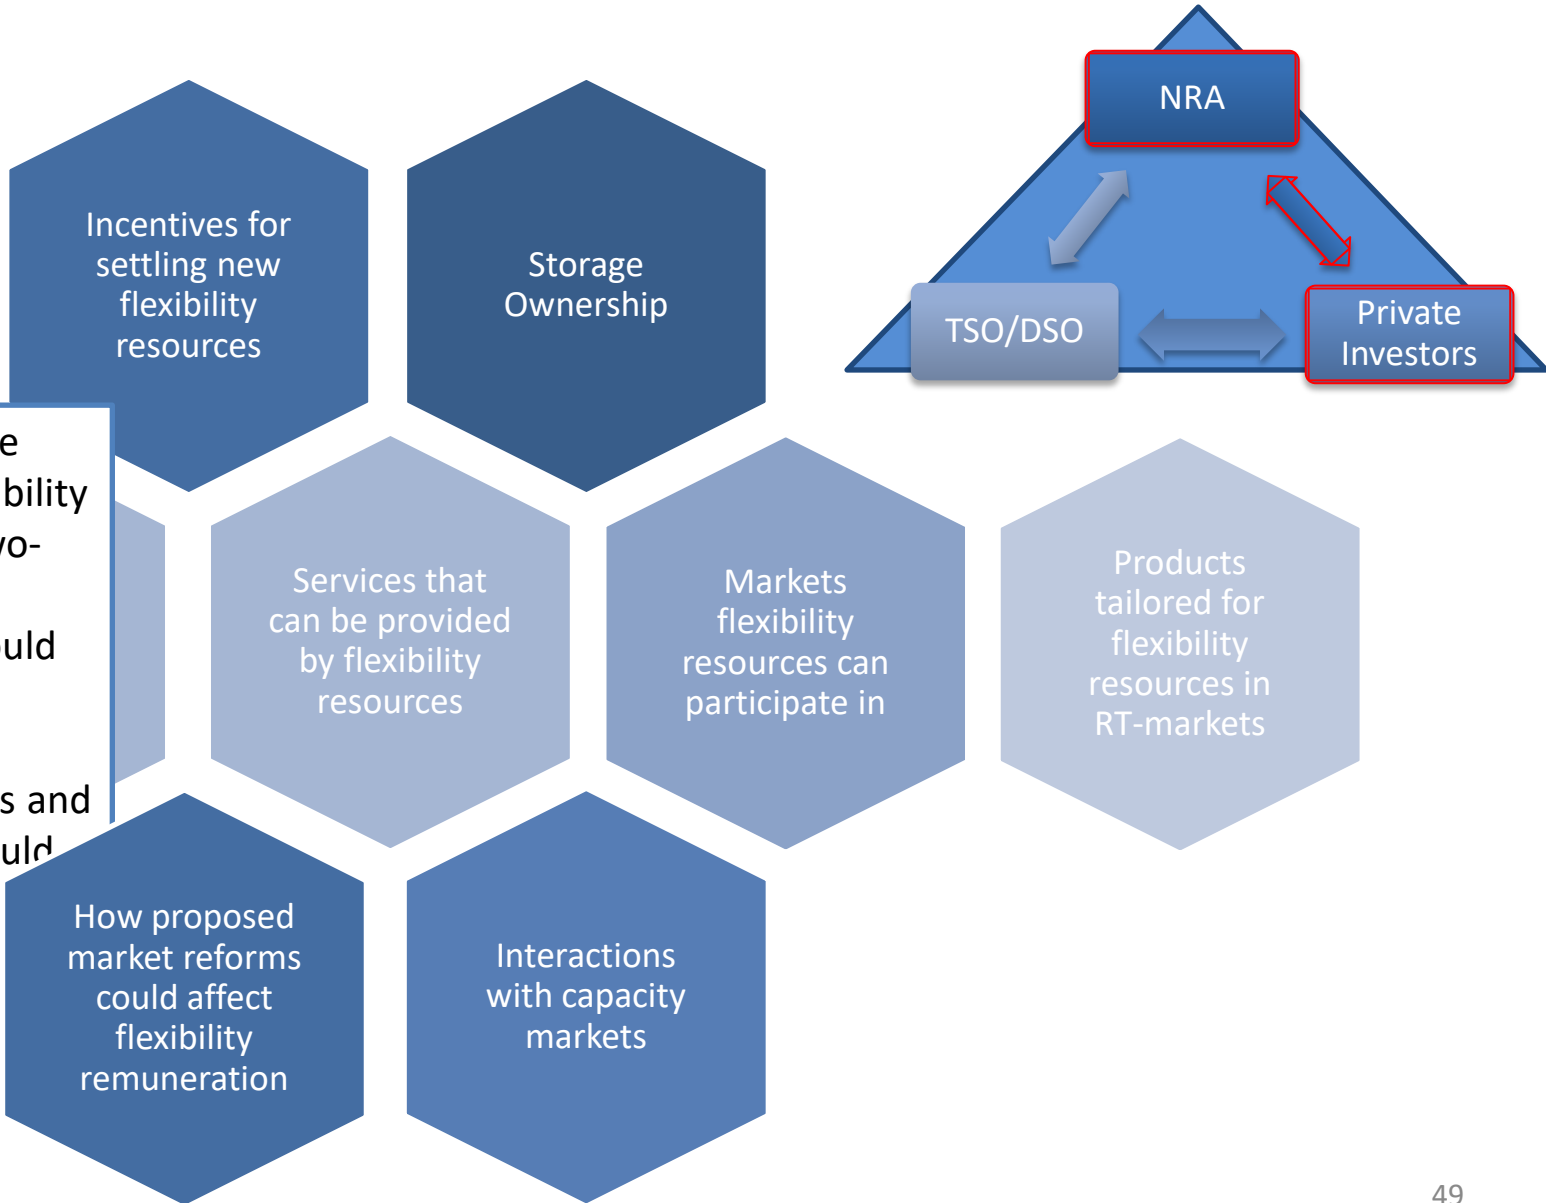 NRA
TSO/DSO
Private
Investors
Incentives for
settling new
flexibility
resources
Storage
Ownership
Services that
can be provided
by flexibility
resources
Markets
flexibility
resources can
participate in
Products
tailored for
flexibility
resources in
RT-markets
How proposed
market reforms
could affect
flexibility
remuneration
Interactions
with capacity
markets
and
49